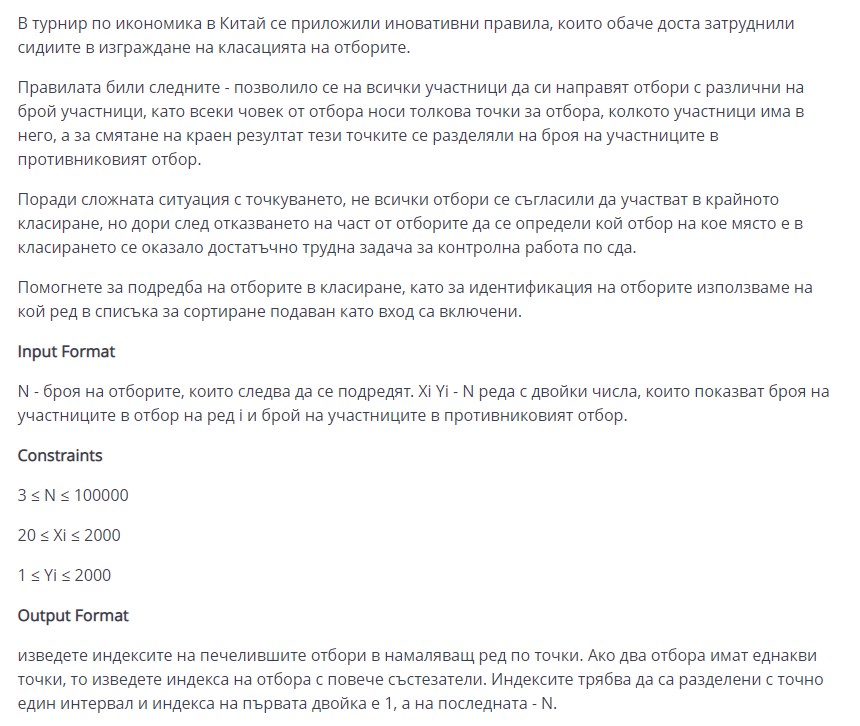 В турнир по икономика в Китай се приложили иновативни правила, които обаче доста затруднили
сидиите в изграждане на класацията на отборите.
Правилата били следните - позволило се на всички участници да си направят отбори с различни на
брой участници, като всеки човек от отбора носи толкова точки за отбора, колкото участници има в
него, а за смятане на краен резултат тези точките се разделяли на броя на участниците в
противниковият отбор.
Поради сложната ситуация с точкуването, не всички отбори се съгласили да участват в крайното
класиране, но дори след отказването на част от отборите да се определи кой отбор на кое място е в
класирането се оказало достатъчно трудна задача за контролна работа по сда.
Помогнете за подредба на отборите в класиране, като за идентификация на отборите използваме на
кой ред в списъка за сортиране подаван като вход са включени.
Input Format
N - броя на отборите, които следва да се подредят. Xi Yi - N реда с двойки числа, които показват броя на
участниците в отбор на ред i и брой на участниците в противниковият отбор.
Constraints
3 ≤ N ≤ 100000
20 ≤ Xi ≤ 2000
1 ≤ Yi ≤ 2000
Output Format
изведете индексите на печелившите отбори в намаляващ ред по точки. Ако два отбора имат еднакви
точки, то изведете индекса на отбора с повече състезатели. Индексите трябва да са разделени с точно
един интервал и индекса на първата двойка е 1, а на последната - N.